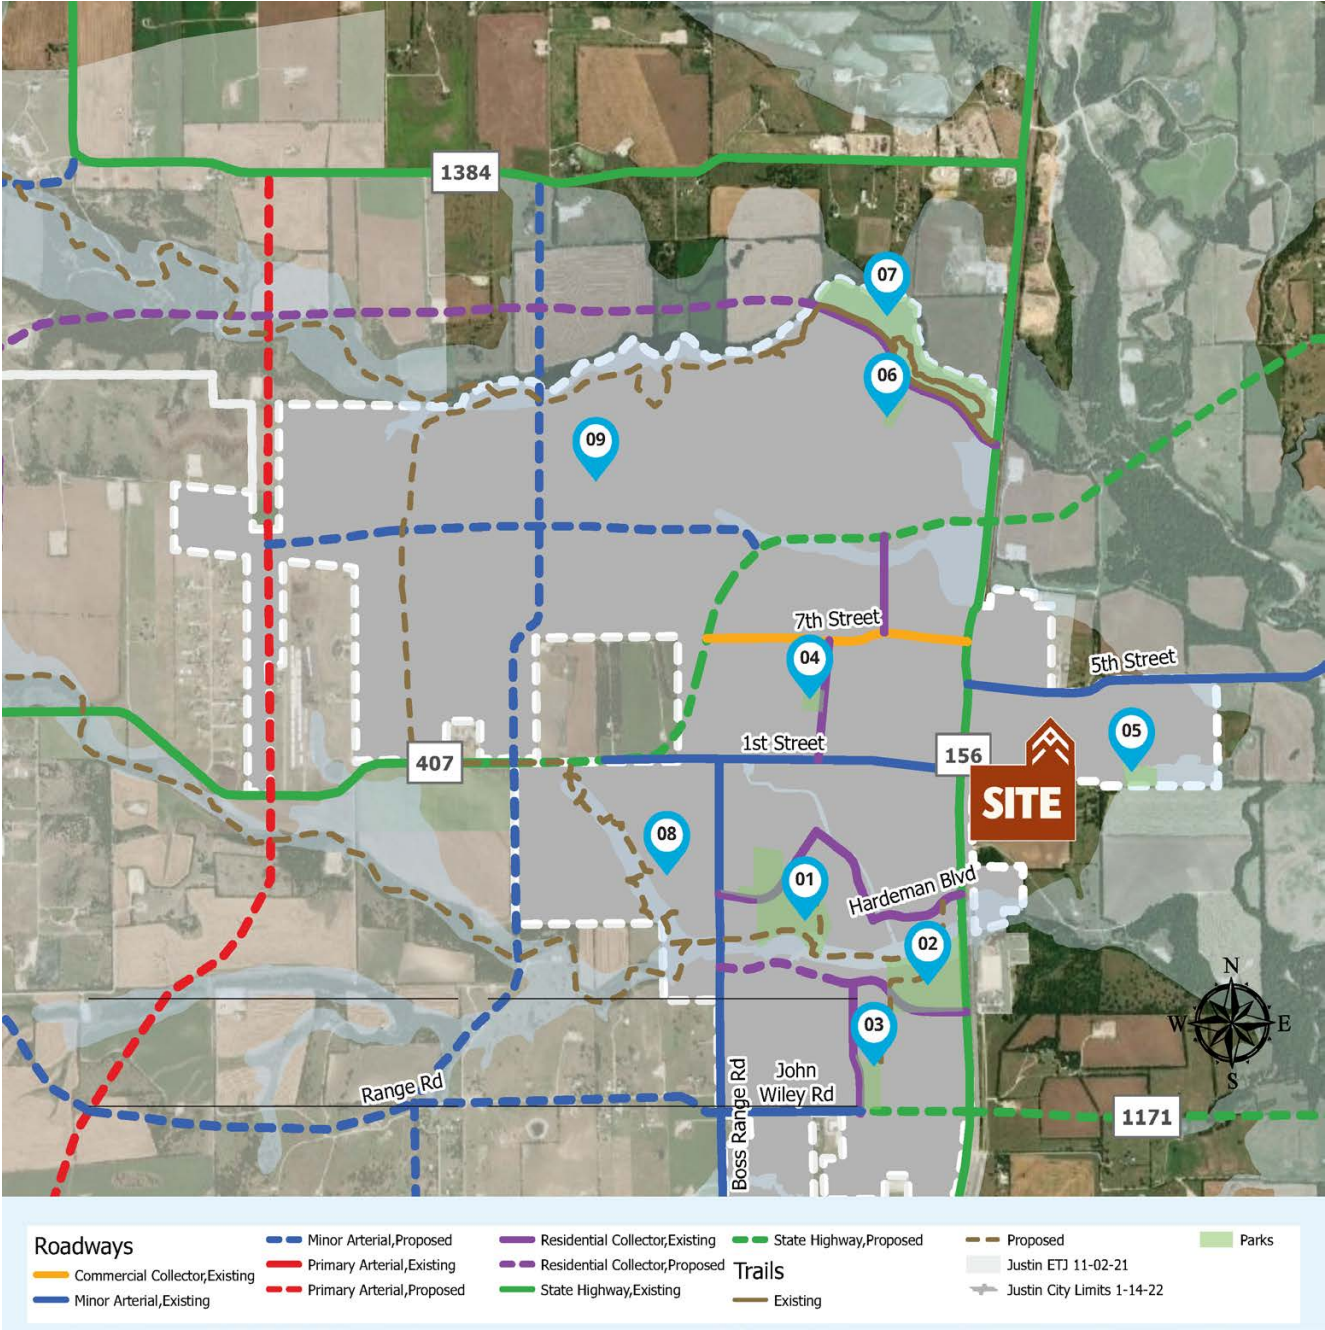 1384
07
06
09
7th Street
04
5th Street
05
1st Street
156
407
SITE
08
01
Hardeman Blvd
02
N
W
E
S
03
Range Rd
John
Wiley Rd
Boss Range Rd
1171
Roadways
Commercial Collector,Existing
Minor Arterial,Existing
Minor Arterial,Proposed
Primary Arterial,Existing
Primary Arterial,Proposed
Residential Collector,Existing
Residential Collector,Proposed
State Highway,Existing
State Highway,Proposed
Trails
Existing
Proposed
Justin ETJ 11-02-21
Justin City Limits 1-14-22
Parks